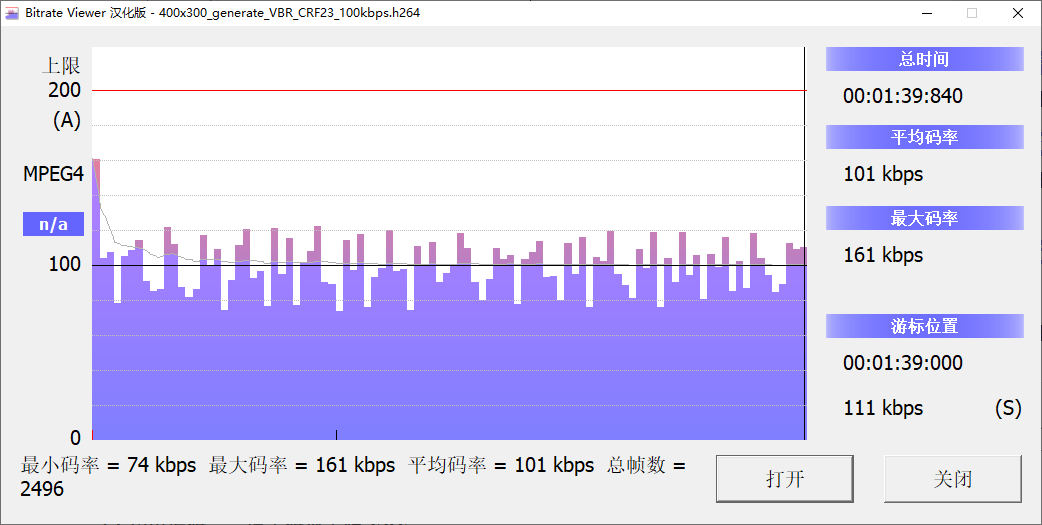 Bitrate Viewer 汉化版 - 400x300_generate_VBR_CRF23_100kbps.h264
上限
200
(A)
MPEG4
n/a
100
0
总时间
00:01:39:840
平均码率
101 kbps
最大码率
161 kbps
游标位置
00:01:39:000
111 kbps (S)
最小码率 = 74 kbps 最大码率 = 161 kbps 平均码率 = 101 kbps 总帧数 =
2496
打开
关闭